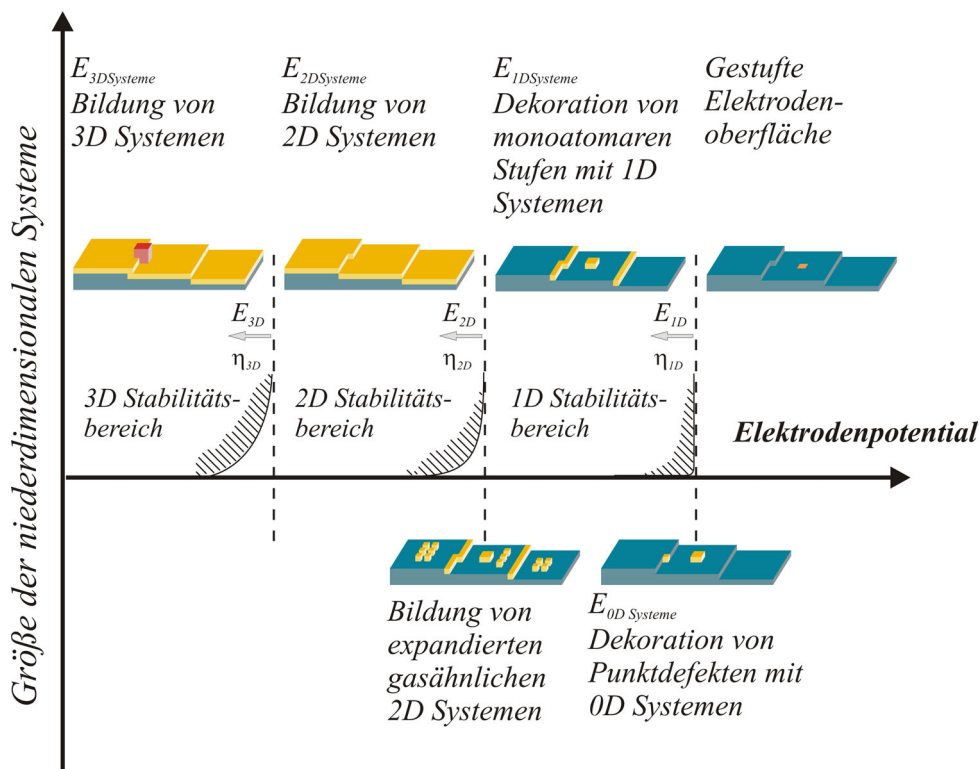 Größe der niederdimensionalen Systeme
E3DSysteme
Bildung von
3D Systemen
E2DSysteme
Bildung von
2D Systemen
E1DSysteme
Dekoration von
monoatomaren
Stufen mit 1D
Systemen
Gestufte
Elektroden-
oberfläche
E3D
η3D
3D Stabilitäts-
bereich
E2D
η2D
2D Stabilitäts-
bereich
E1D
η1D
1D Stabilitäts-
bereich
Elektrodenpotential
Bildung von
expandierten
gasähnlichen
2D Systemen
E0D Systeme
Dekoration von
Punktdefekten mit
0D Systemen